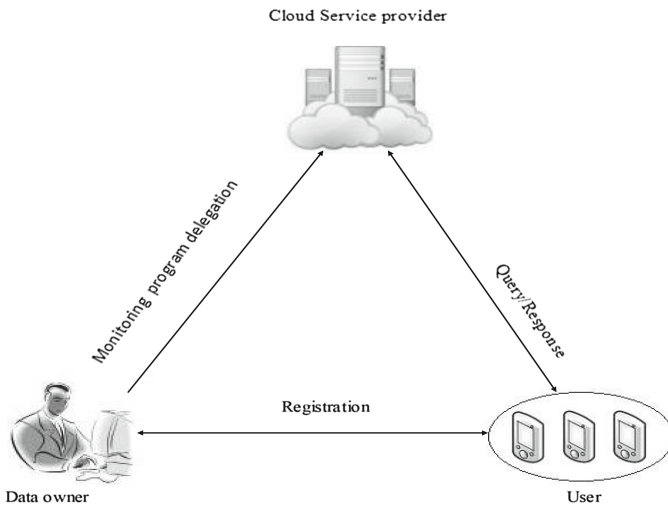 Cloud Service provider
Monitoring program delegation
Query/Response
Registration
Data owner
User